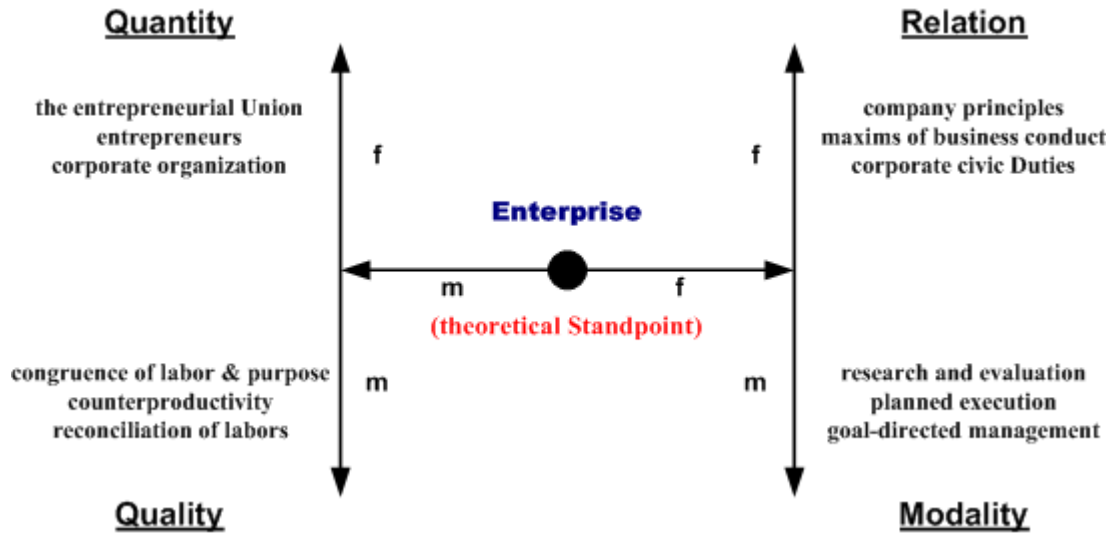 Quantity
the entrepreneurial Union
entrepreneurs
corporate organization
f
Relation
company principles
maxims of business conduct
corporate civic Duties
f
Enterprise
m
f
(theoretical Standpoint)
congruence of labor & purpose
counterproductivity
reconciliation of labors
m
Quality
m
research and evaluation
planned execution
goal-directed management
Modality